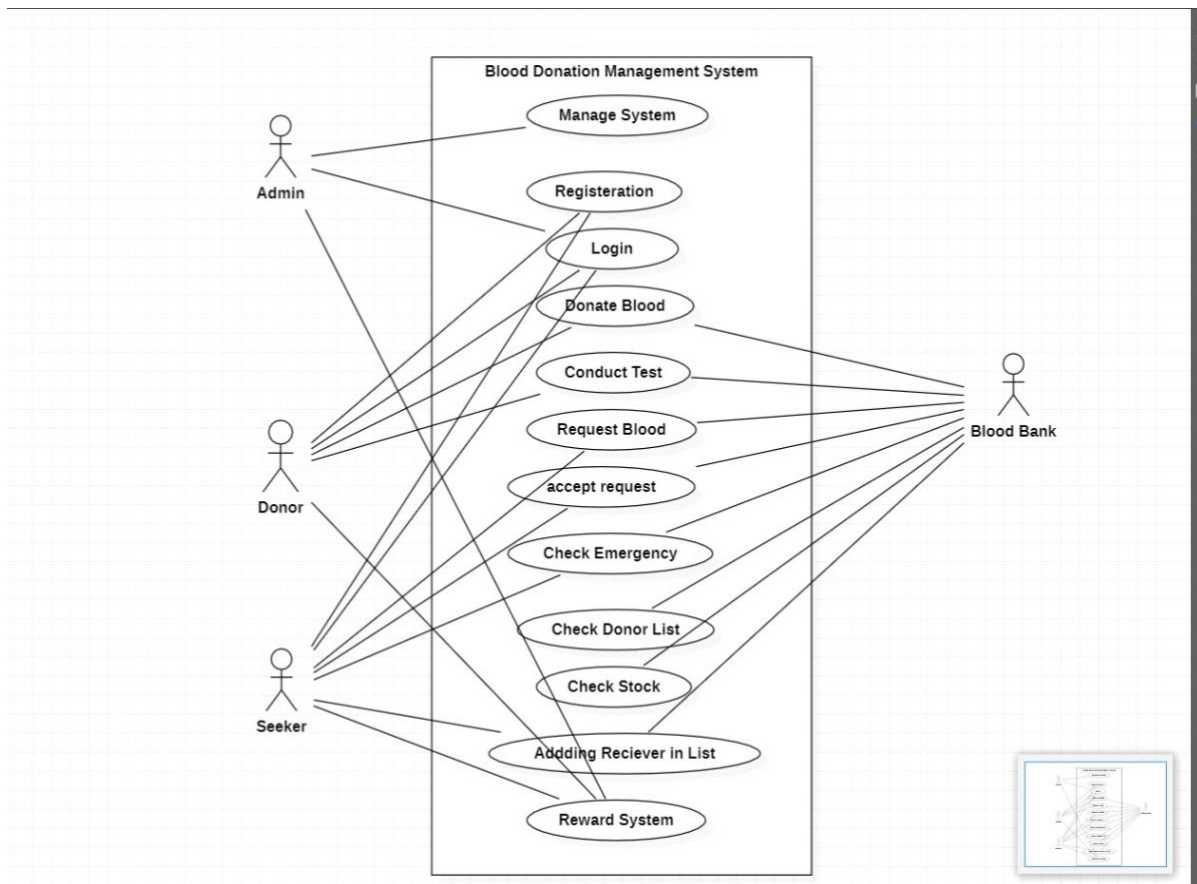 Blood Donation Management System
Manage System
Admin
Registeration
Login
Donate Blood
Conduct Test
Blood Bank
Request Blood
Donor
accept request
Check Emergency
Check Donor List
Check Stock
Seeker
Addding Reciever in List
Reward System